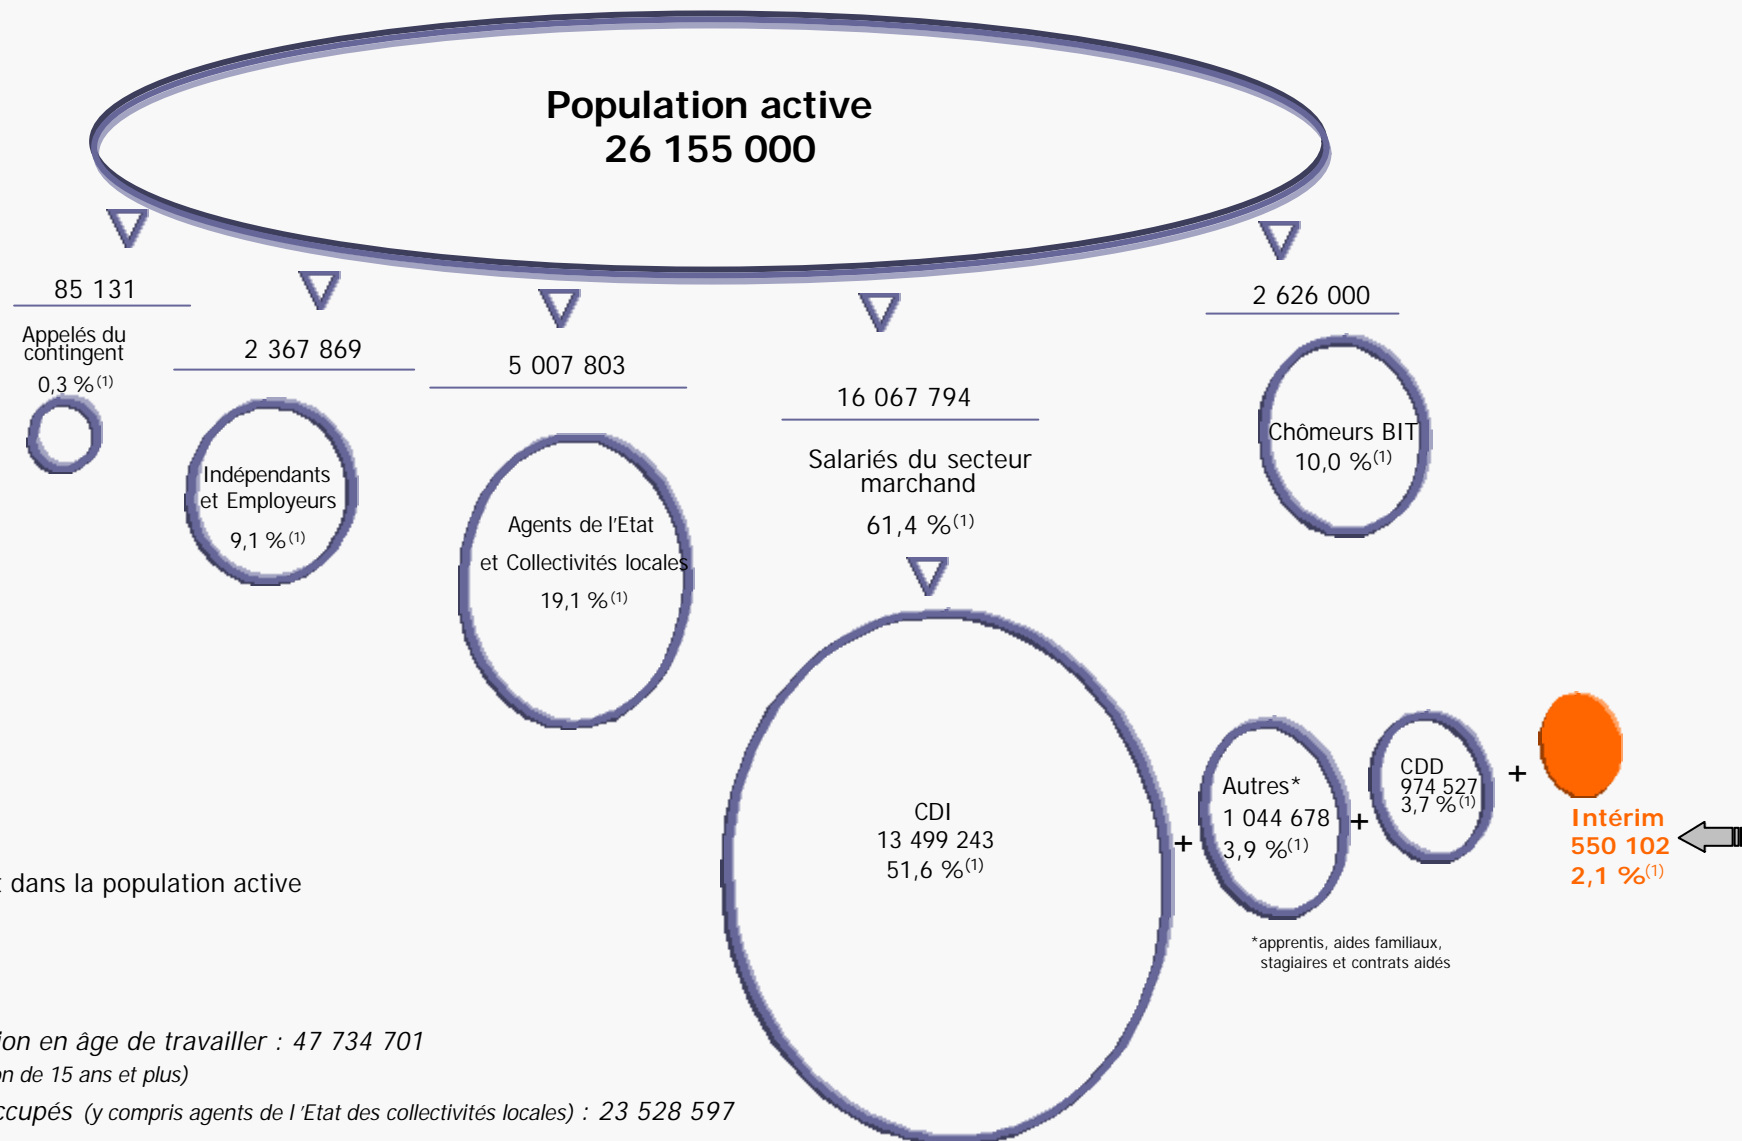 Population active
26 155 000
85 131
Appelés du
contingent
0,3 % (1)
2 367 869
Indépendants
et Employeurs
9,1 % (1)
5 007 803
Agents de l'Etat
et Collectivités locales
19,1 % (1)
16 067 794
Salariés du secteur
marchand
61,4 % (1)
2 626 000
Chômeurs BIT
10,0 % (1)
CDI
13 499 243
51,6 % (1)
+
Autres*
1 044 678
3,9 % (1)
+
CDD
974 527
3,7 % (1)
+
Intérim
550 102
2,1 % (1)
*apprentis, aides familiaux,
stagiaires et contrats aidés
dans la population active
en âge de travailler : 47 734 701
de 15 ans et plus)
(y compris agents de l 'Etat des collectivités locales) : 23 528 597